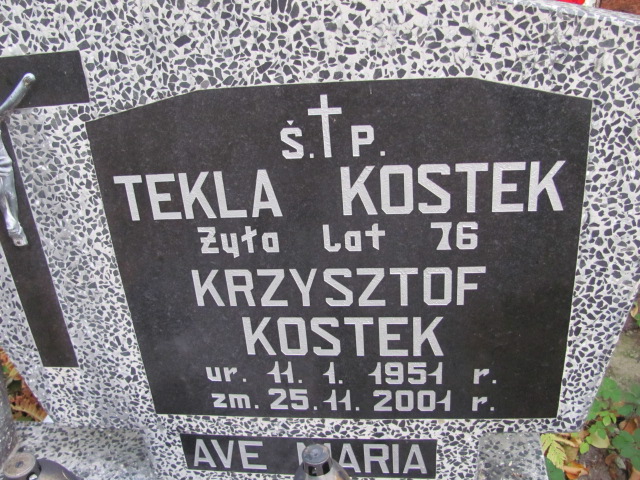 Ś. † P.
TEKLA KOSTEK
Żyła lat 76
KRZYSZTOF
KOSTEK
ur. 11. 1. 1951 r.
zm. 25. 11. 2001 r.
AVE MARIA